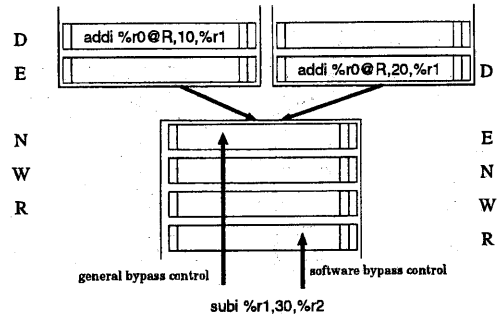 D addi %r0@R,10,%r1
E addi %r0@R,20,%r1 D
N E
W N
R W
R
general bypass control software bypass control
subi %r1,30,%r2